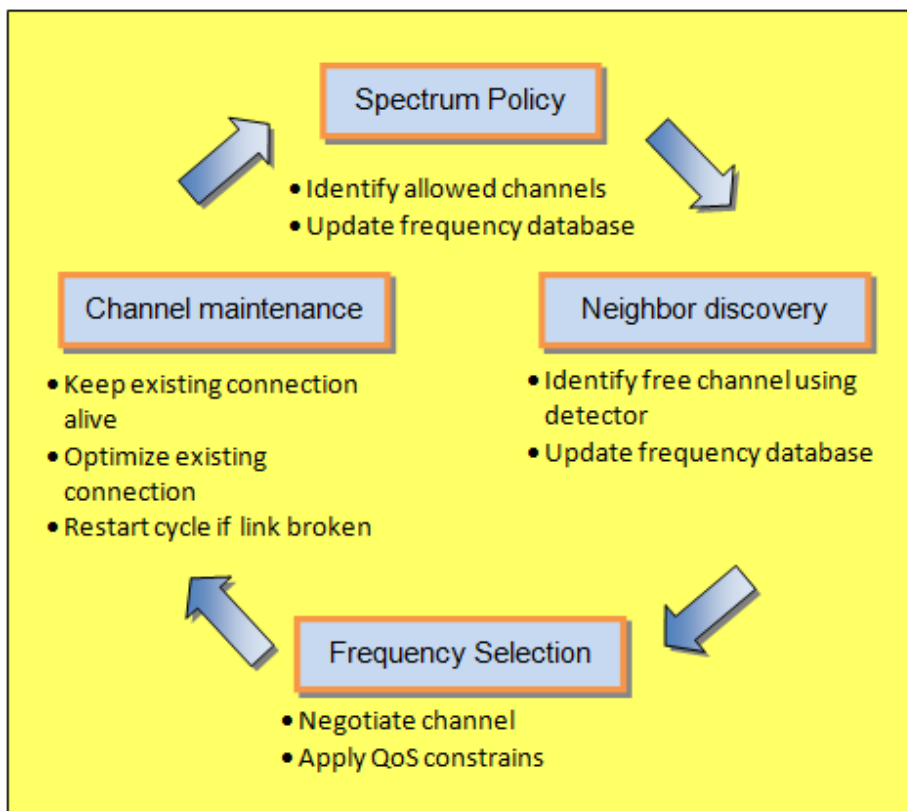 Spectrum Policy
• Identify allowed channels
• Update frequency database
Channel maintenance
• Keep existing connection
alive
• Optimize existing
connection
• Restart cycle if link broken
Neighbor discovery
• Identify free channel using
detector
• Update frequency database
Frequency Selection
• Negotiate channel
• Apply QoS constrains